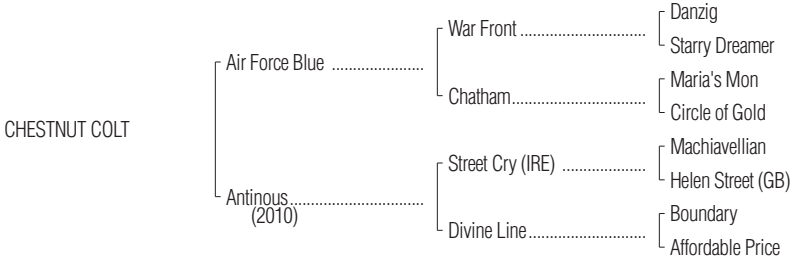 Danzig
War Front ..............................
Starry Dreamer
Air Force Blue ......................
Maria's Mon
Chatham................................
Circle of Gold
CHESTNUT COLT
Machiavellian
Street Cry (IRE) ....................
Helen Street (GB)
Antinous................................
(2010)
Boundary
Divine Line............................
Affordable Price